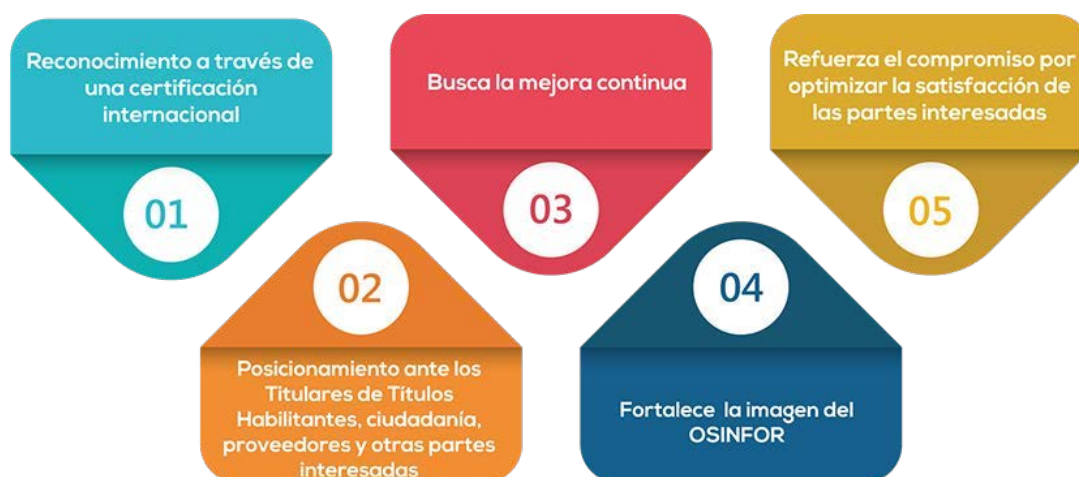 Reconocimiento a través de
una certificación
internacional
01
Posicionamiento ante los
Titulares de Títulos
Habilitantes, ciudadanía,
proveedores y otras partes
interesadas
02
Busca la mejora continua
03
Fortalece la imagen del
OSINFOR
04
Refuerza el compromiso por
optimizar la satisfacción de
las partes interesadas
05